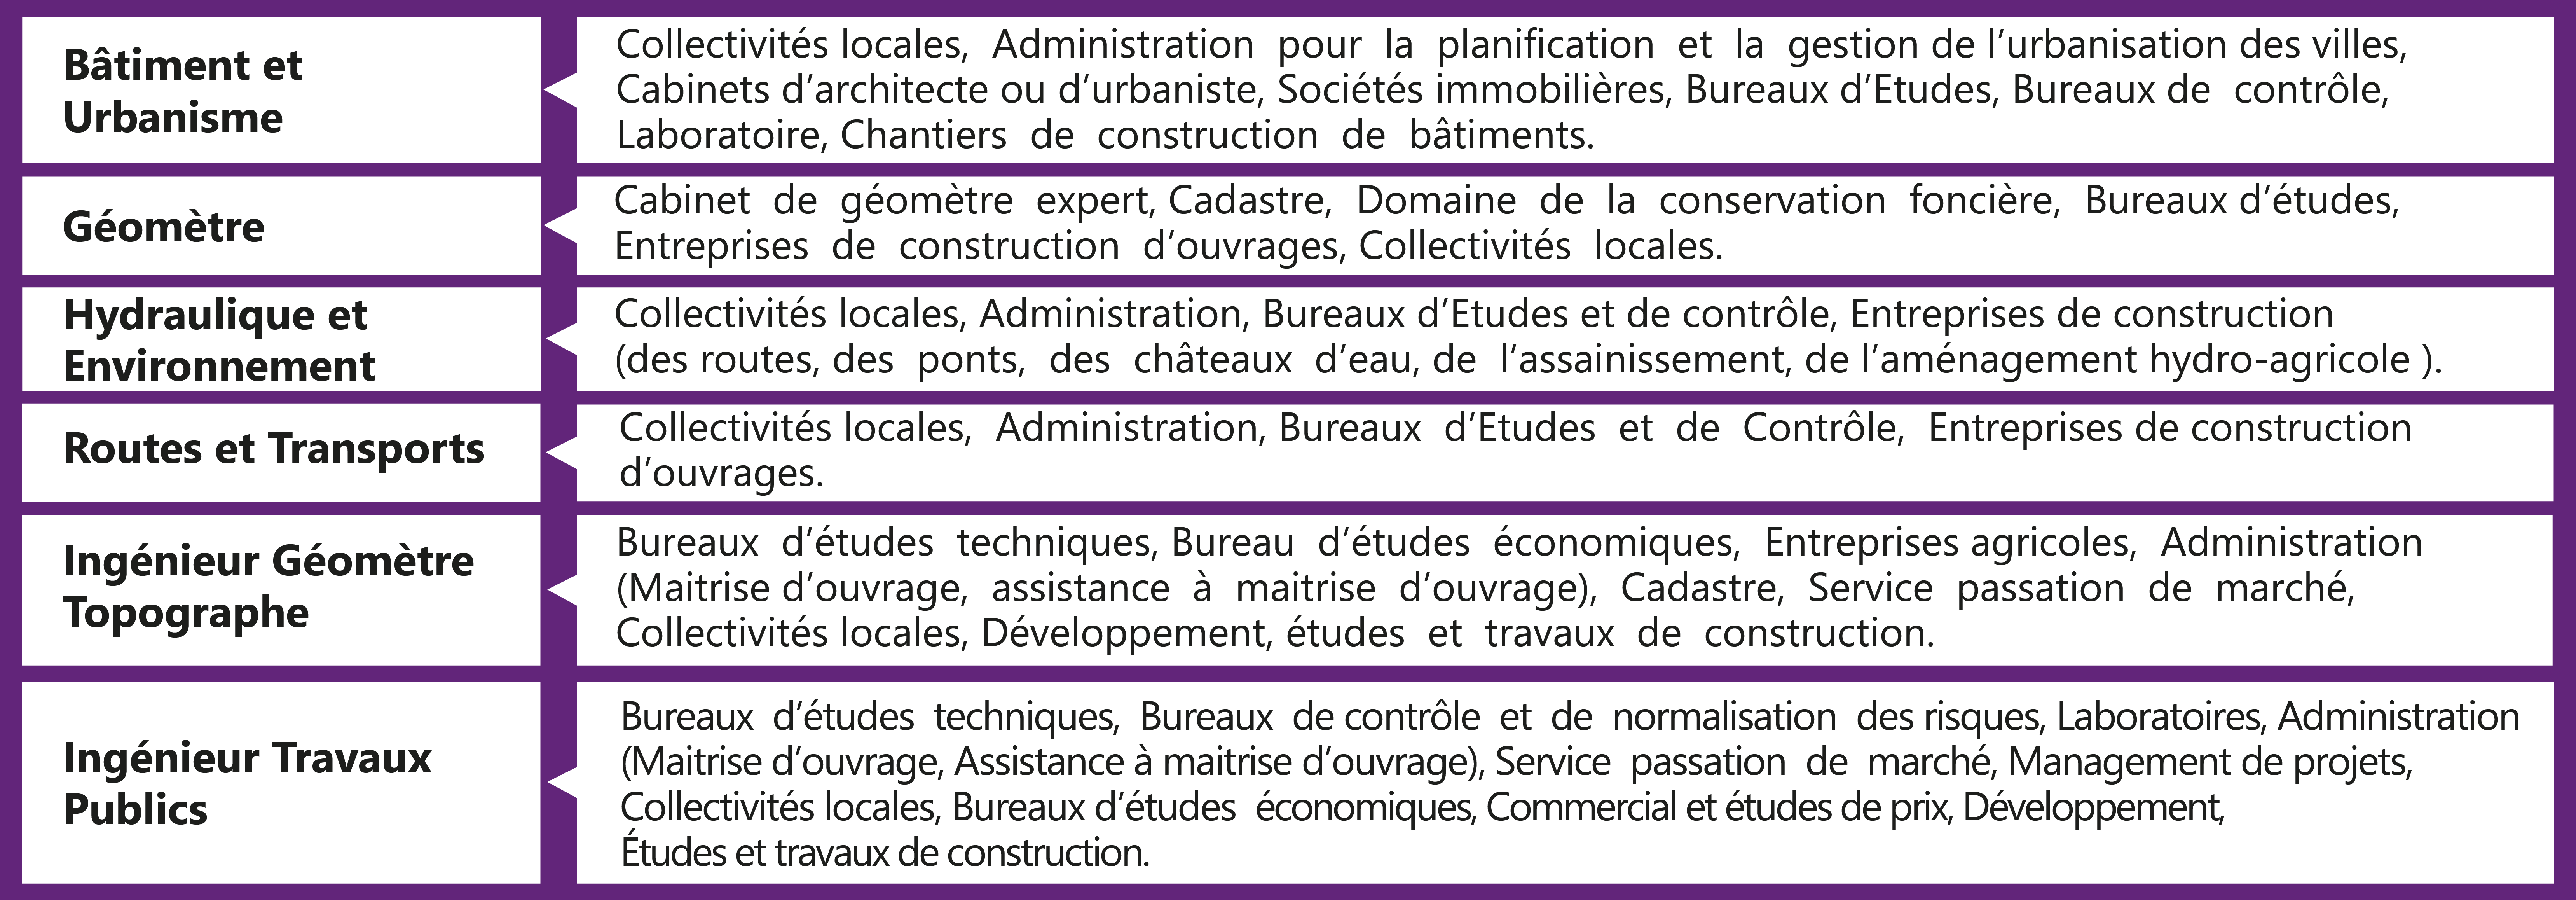 Bâtiment et
Urbanisme
Collectivités locales, Administration pour la planification et la gestion de l’urbanisation des villes,
Cabinets d’architecte ou d’urbaniste, Sociétés immobilières, Bureaux d’Etudes, Bureaux de contrôle,
Laboratoire, Chantiers de construction de bâtiments.
Géomètre
Cabinet de géomètre expert, Cadastre, Domaine de la conservation foncière, Bureaux d’études,
Entreprises de construction d’ouvrages, Collectivités locales.
Hydraulique et
Environnement
Collectivités locales, Administration, Bureaux d’Etudes et de contrôle, Entreprises de construction
(des routes, des ponts, des châteaux d’eau, de l’assainissement, de l’aménagement hydro-agricole ).
Routes et Transports
Collectivités locales, Administration, Bureaux d’Etudes et de Contrôle, Entreprises de construction
d’ouvrages.
Ingénieur Géomètre
Topographe
Bureaux d’études techniques, Bureau d’études économiques, Entreprises agricoles, Administration
(Maitrise d’ouvrage, assistance à maitrise d’ouvrage), Cadastre, Service passation de marché,
Collectivités locales, Développement, études et travaux de construction.
Ingénieur Travaux
Publics
Bureaux d’études techniques, Bureaux de contrôle et de normalisation des risques, Laboratoires, Administration
(Maitrise d’ouvrage, Assistance à maitrise d’ouvrage), Service passation de marché, Management de projets,
Collectivités locales, Bureaux d’études économiques, Commercial et études de prix, Développement,
Études et travaux de construction.